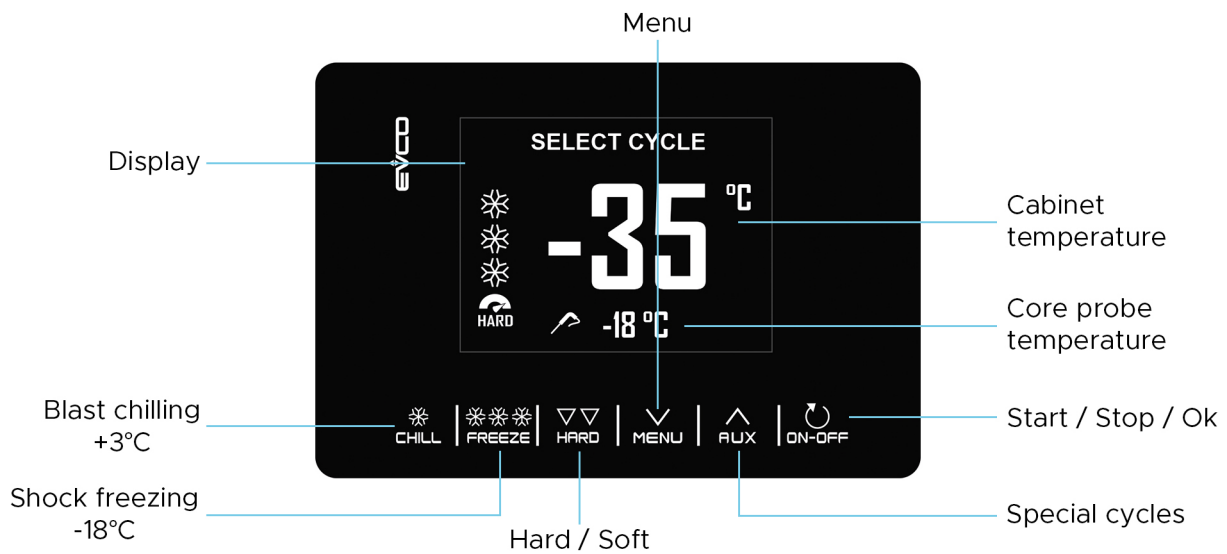 Menu
EVCO
Display
SELECT CYCLE
-35 °C
HARD
-18 °C
Cabinet
temperature
Core probe
temperature
Blast chilling
+3°C
CHILL
FREEZE
HARD
MENU
AUX
ON-OFF
Start / Stop / Ok
Shock freezing
-18°C
Hard / Soft
Special cycles